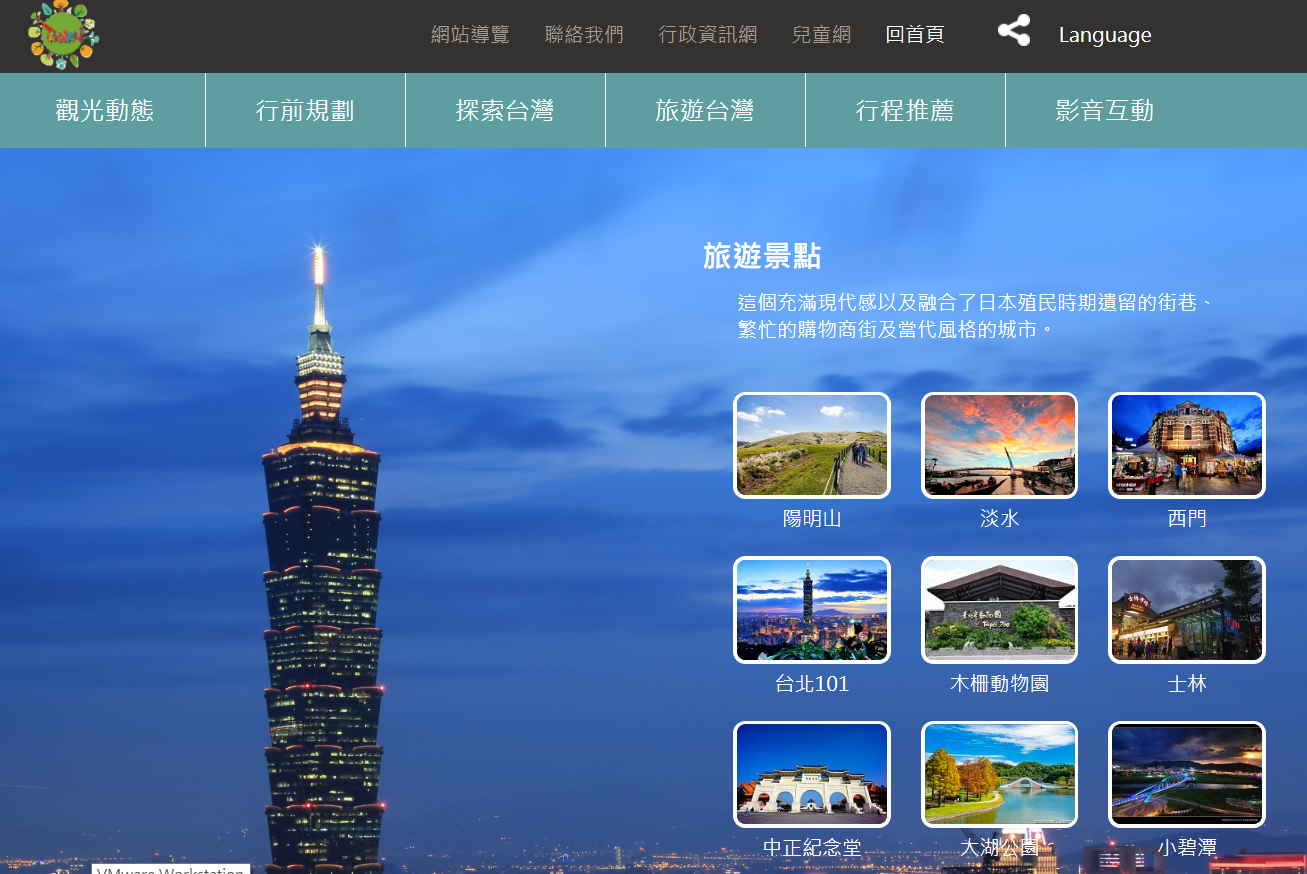 網站導覽 聯絡我們 行政資訊網 兒童網 回首頁 Language
觀光動態 行前規劃 探索台灣 旅遊台灣 行程推薦 影音互動
旅遊景點
這個充滿現代感以及融合了日本殖民時期遺留的街巷、
繁忙的購物商街及當代風格的城市。
陽明山 淡水 西門
Taipei Zoo
台北101 木柵動物園 士林
中正紀念堂 大湖公園 小碧潭
VMware Workstation